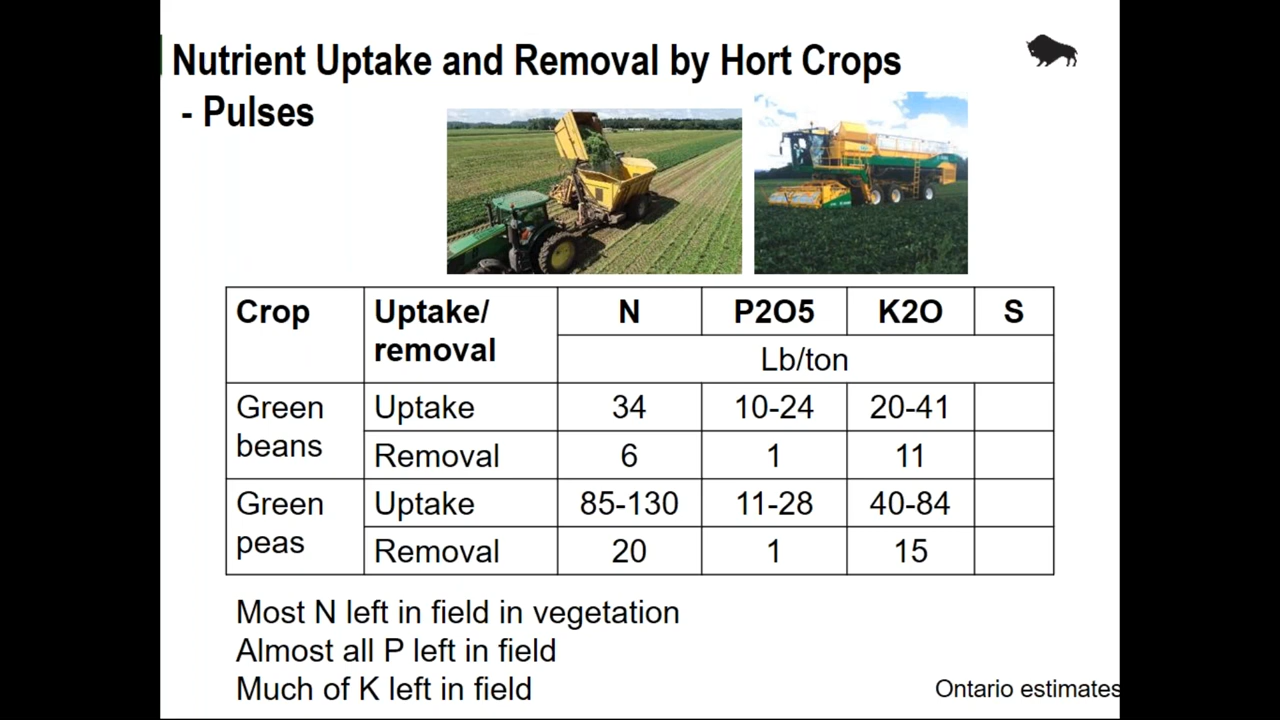 Nutrient Uptake and Removal by Hort Crops
- Pulses
Crop Uptake/ removal N P2O5 K2O S
Lb/ton
Green beans Uptake 34 10-24 20-41
Removal 6 1 11
Green peas Uptake 85-130 11-28 40-84
Removal 20 1 15
Most N left in field in vegetation
Almost all P left in field
Much of K left in field
Ontario estimates